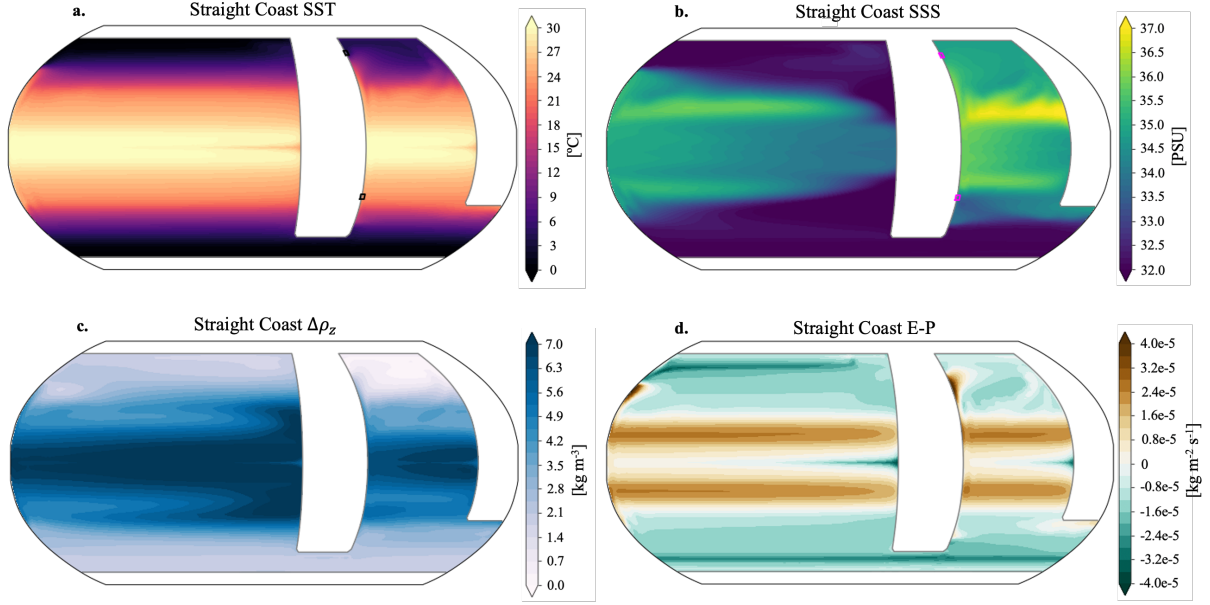 a. Straight Coast SST
30
27
24
21
18
15
12
9
6
3
0
[ºC]
b. Straight Coast SSS
37.0
36.5
36.0
35.5
35.0
34.5
34.0
33.5
33.0
32.5
32.0
[PSU]
c. Straight Coast Δρz
7.0
6.3
5.6
4.9
4.2
3.5
2.8
2.1
1.4
0.7
0.0
[kg m-3]
d. Straight Coast E-P
4.0e-5
3.2e-5
2.4e-5
1.6e-5
0.8e-5
0
-0.8e-5
-1.6e-5
-2.4e-5
-3.2e-5
-4.0e-5
[kg m-2 s-1]